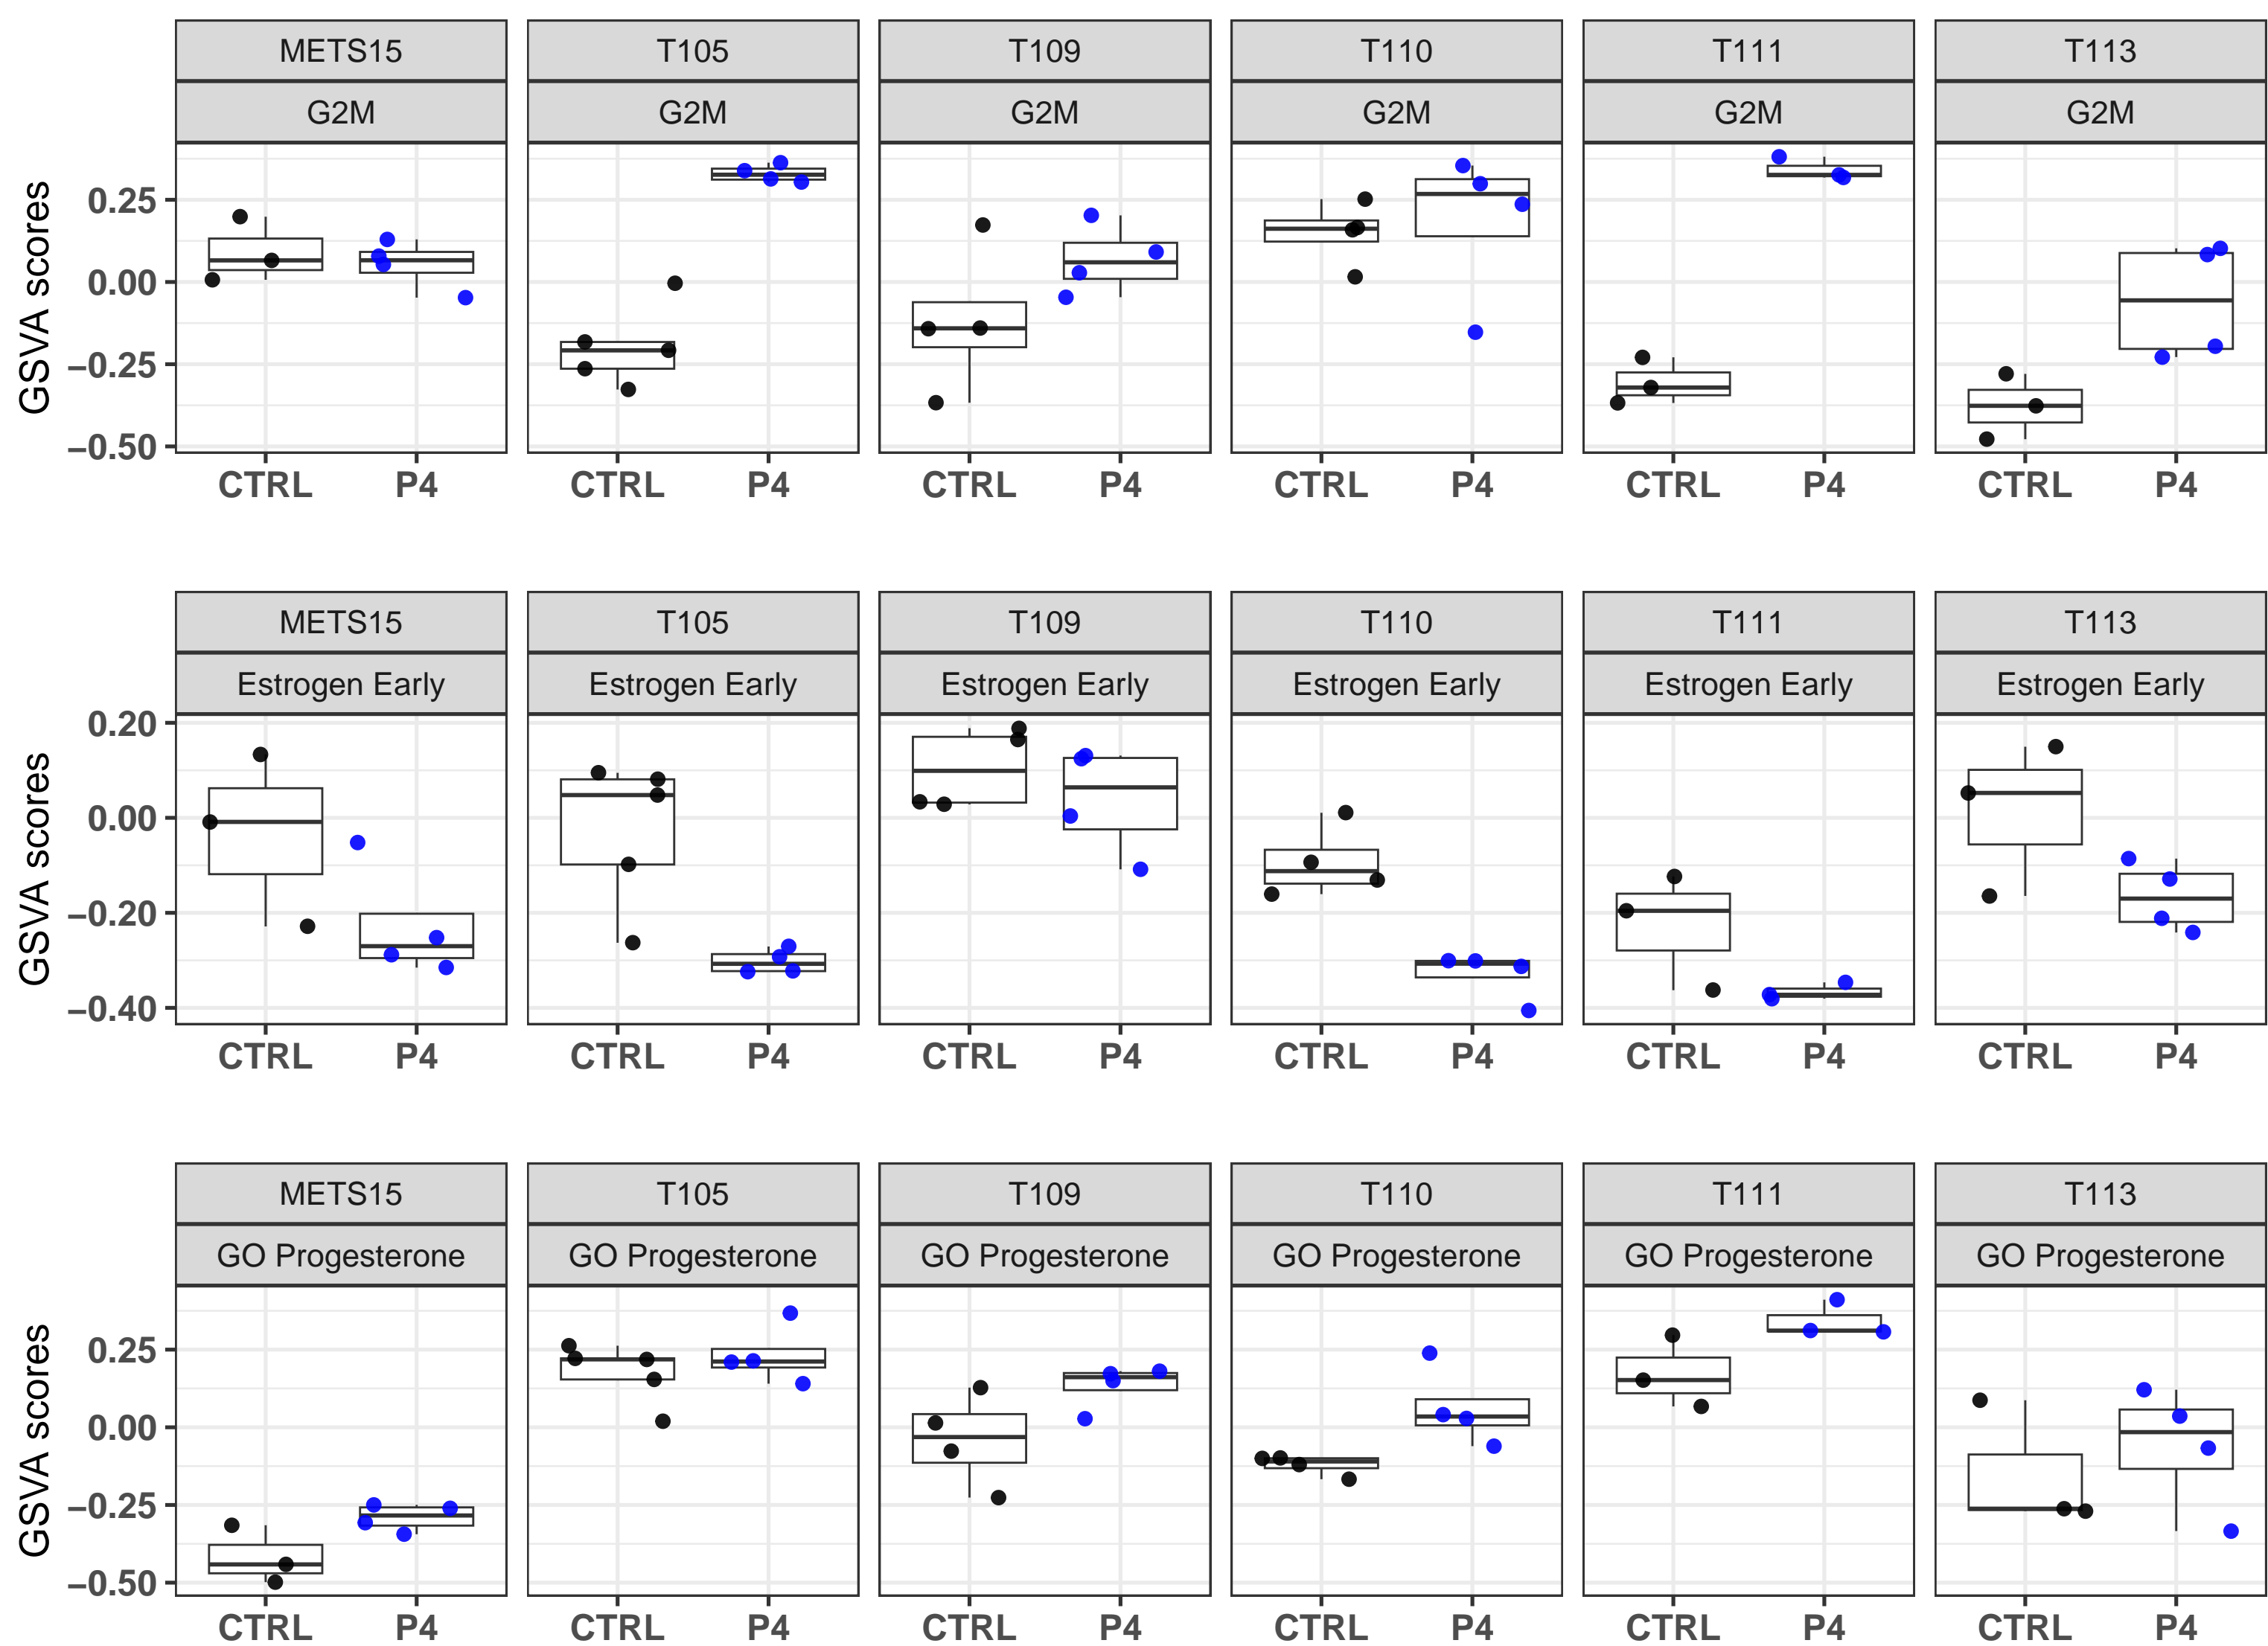 METS15 T105 T109 T110 T111 T113
G2M G2M G2M G2M G2M G2M
GSVA scores
0.25
0.00
−0.25
−0.50
CTRL P4 CTRL P4 CTRL P4 CTRL P4 CTRL P4 CTRL P4
METS15 T105 T109 T110 T111 T113
Estrogen Early Estrogen Early Estrogen Early Estrogen Early Estrogen Early Estrogen Early
GSVA scores
0.20
0.00
−0.20
−0.40
CTRL P4 CTRL P4 CTRL P4 CTRL P4 CTRL P4 CTRL P4
METS15 T105 T109 T110 T111 T113
GO Progesterone GO Progesterone GO Progesterone GO Progesterone GO Progesterone GO Progesterone
GSVA scores
0.25
0.00
−0.25
−0.50
CTRL P4 CTRL P4 CTRL P4 CTRL P4 CTRL P4 CTRL P4